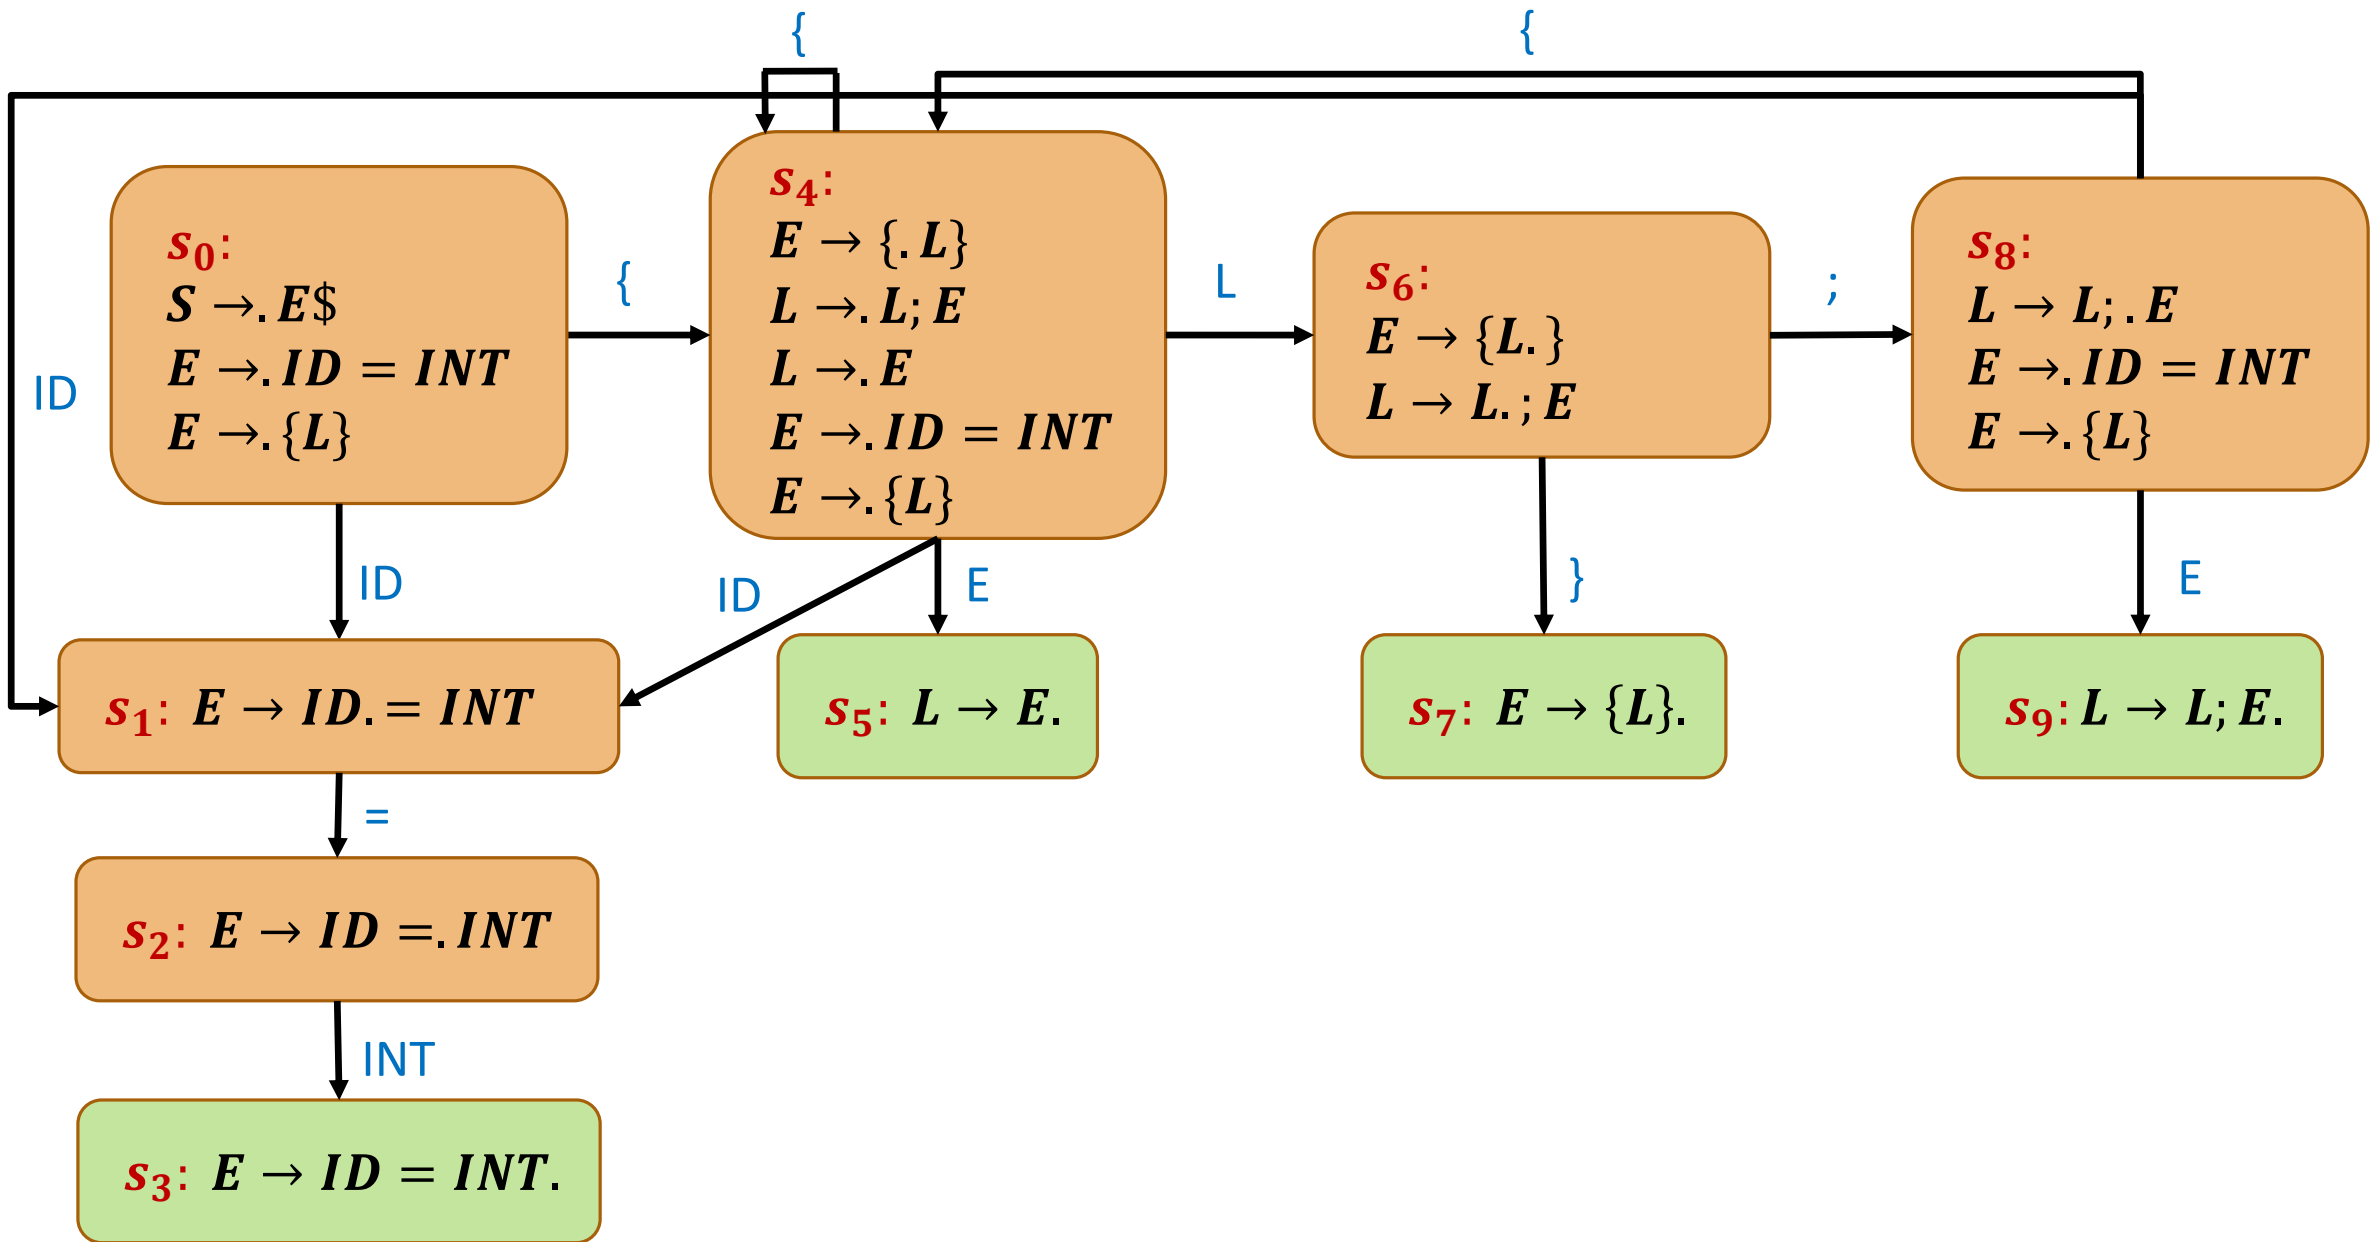 {
{
s₀:
S →. E$
E →. ID = INT
E →. {L}
{
s₄:
E → {. L}
L →. L; E
L →. E
E →. ID = INT
E →. {L}
L
s₆:
E → {L. }
L → L. ; E
;
s₈:
L → L; . E
E →. ID = INT
E →. {L}
ID
ID
ID
E
}
E
s₁: E → ID. = INT
s₅: L → E.
s₇: E → {L}.
s₉: L → L; E.
=
s₂: E → ID =. INT
INT
s₃: E → ID = INT.